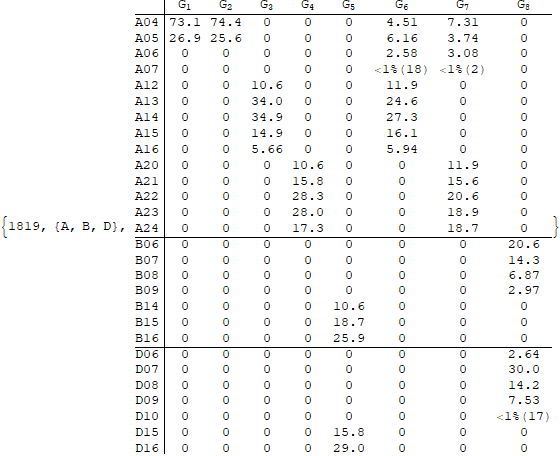 G₁ G₂ G₃ G₄ G₅ G₆ G₇ G₈
A04 73.1 74.4 0 0 0 4.51 7.31 0
A05 26.9 25.6 0 0 0 6.16 3.74 0
A06 0 0 0 0 0 2.58 3.08 0
A07 0 0 0 0 0 <1%(18) <1%(2) 0
A12 0 0 10.6 0 0 11.9 0 0
A13 0 0 34.0 0 0 24.6 0 0
A14 0 0 34.9 0 0 27.3 0 0
A15 0 0 14.9 0 0 16.1 0 0
A16 0 0 5.66 0 0 5.94 0 0
A20 0 0 0 10.6 0 0 11.9 0
A21 0 0 0 15.8 0 0 15.6 0
A22 0 0 0 28.3 0 0 20.6 0
A23 0 0 0 28.0 0 0 18.9 0
{1819, {A, B, D}, A24 0 0 0 17.3 0 0 18.7 0 }
B06 0 0 0 0 0 0 0 20.6
B07 0 0 0 0 0 0 0 14.3
B08 0 0 0 0 0 0 0 6.87
B09 0 0 0 0 0 0 0 2.97
B14 0 0 0 0 10.6 0 0 0
B15 0 0 0 0 18.7 0 0 0
B16 0 0 0 0 25.9 0 0 0
D06 0 0 0 0 0 0 0 2.64
D07 0 0 0 0 0 0 0 30.0
D08 0 0 0 0 0 0 0 14.2
D09 0 0 0 0 0 0 0 7.53
D10 0 0 0 0 0 0 0 <1%(17)
D15 0 0 0 0 15.8 0 0 0
D16 0 0 0 0 29.0 0 0 0